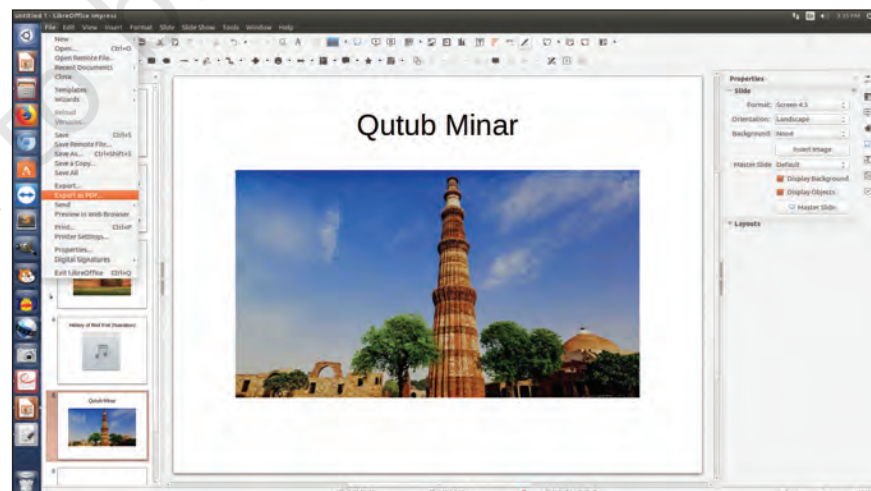 Untitled 1 - LibreOffice Impress
3:35 PM
File Edit View Insert Format Slide Slide Show Tools Window Help
New
Open... Ctrl+O
Open Remote File...
Recent Documents
Close
Templates
Wizards
Reload
Versions...
Save Ctrl+S
Save Remote File...
Save As... Ctrl+Shift+S
Save a Copy...
Save All
Export...
Export as PDF...
Send
Preview in Web Browser
Print... Ctrl+P
Printer Settings...
Properties...
Digital Signatures
Exit LibreOffice Ctrl+Q
History of Red Fort (Narration)
Qutub Minar
Qutub Minar
Properties
Slide
Format: Screen 4:3
Orientation: Landscape
Background: None
Insert Image
Master Slide Default
Display Background
Display Objects
Master Slide
Layouts